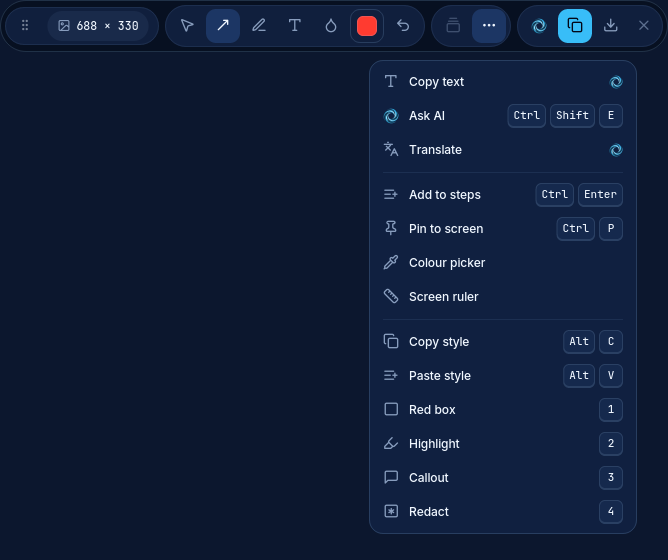 688 × 330
Copy text
Ask AI Ctrl Shift E
Translate
Add to steps Ctrl Enter
Pin to screen Ctrl P
Colour picker
Screen ruler
Copy style Alt C
Paste style Alt V
Red box 1
Highlight 2
Callout 3
Redact 4